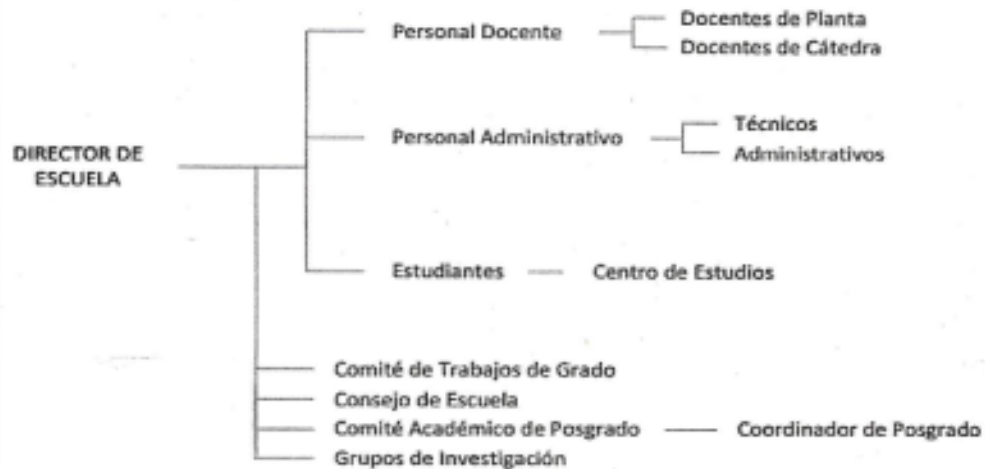 Personal Docente
Docentes de Planta
Docentes de Cátedra
Personal Administrativo
Técnicos
Administrativos
DIRECTOR DE
ESCUELA
Estudiantes
Centro de Estudios
Comité de Trabajos de Grado
Consejo de Escuela
Comité Académico de Posgrado
Coordinador de Posgrado
Grupos de Investigación